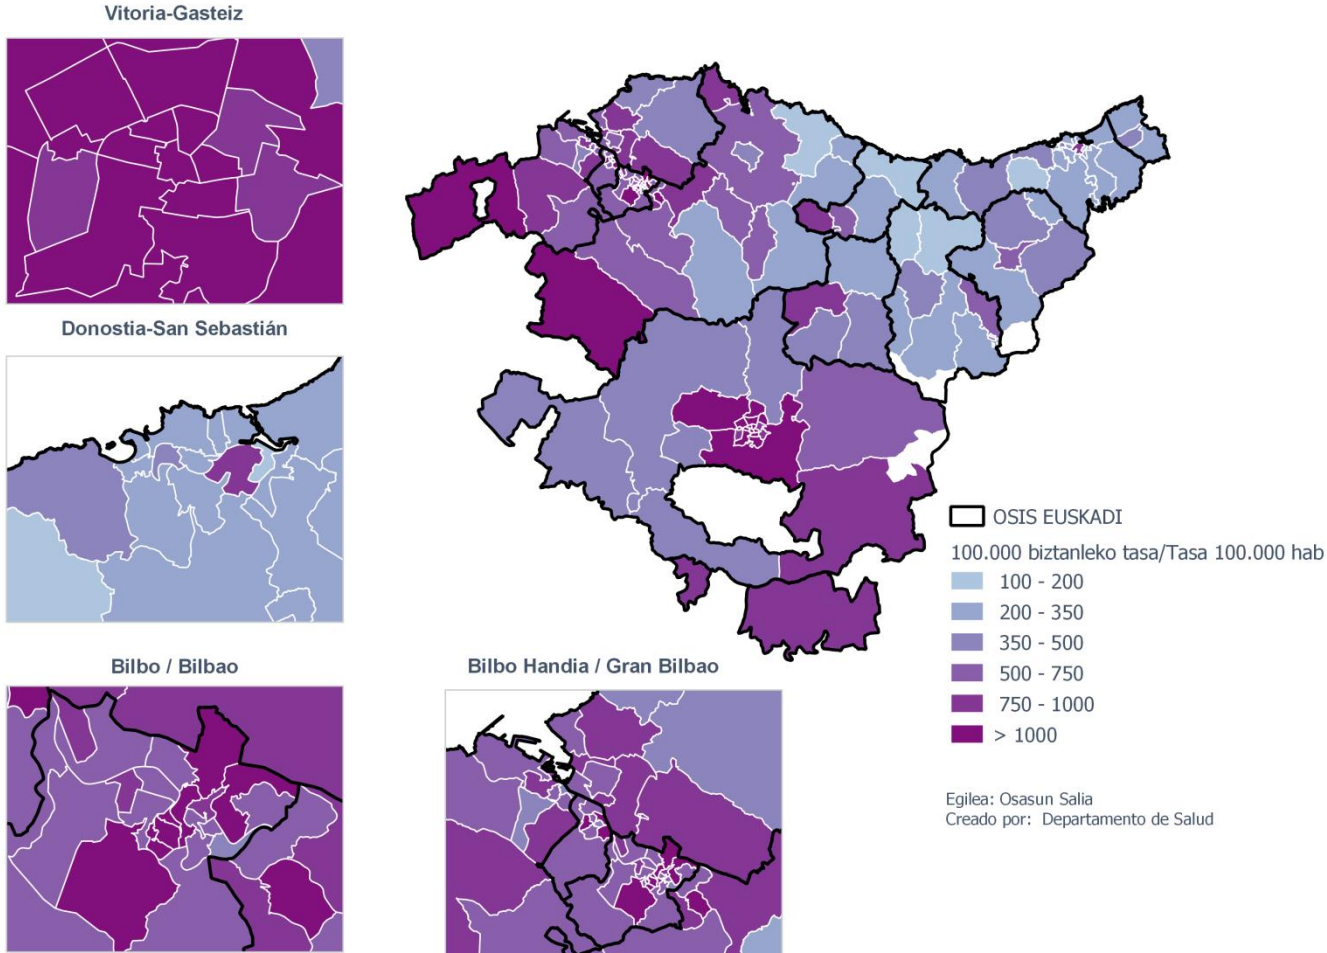 Vitoria-Gasteiz
Donostia-San Sebastián
Bilbo / Bilbao
Bilbo Handia / Gran Bilbao
OSIS EUSKADI
100.000 biztanleko tasa/Tasa 100.000 hab
100 - 200
200 - 350
350 - 500
500 - 750
750 - 1000
> 1000
Egilea: Osasun Salia
Creado por: Departamento de Salud